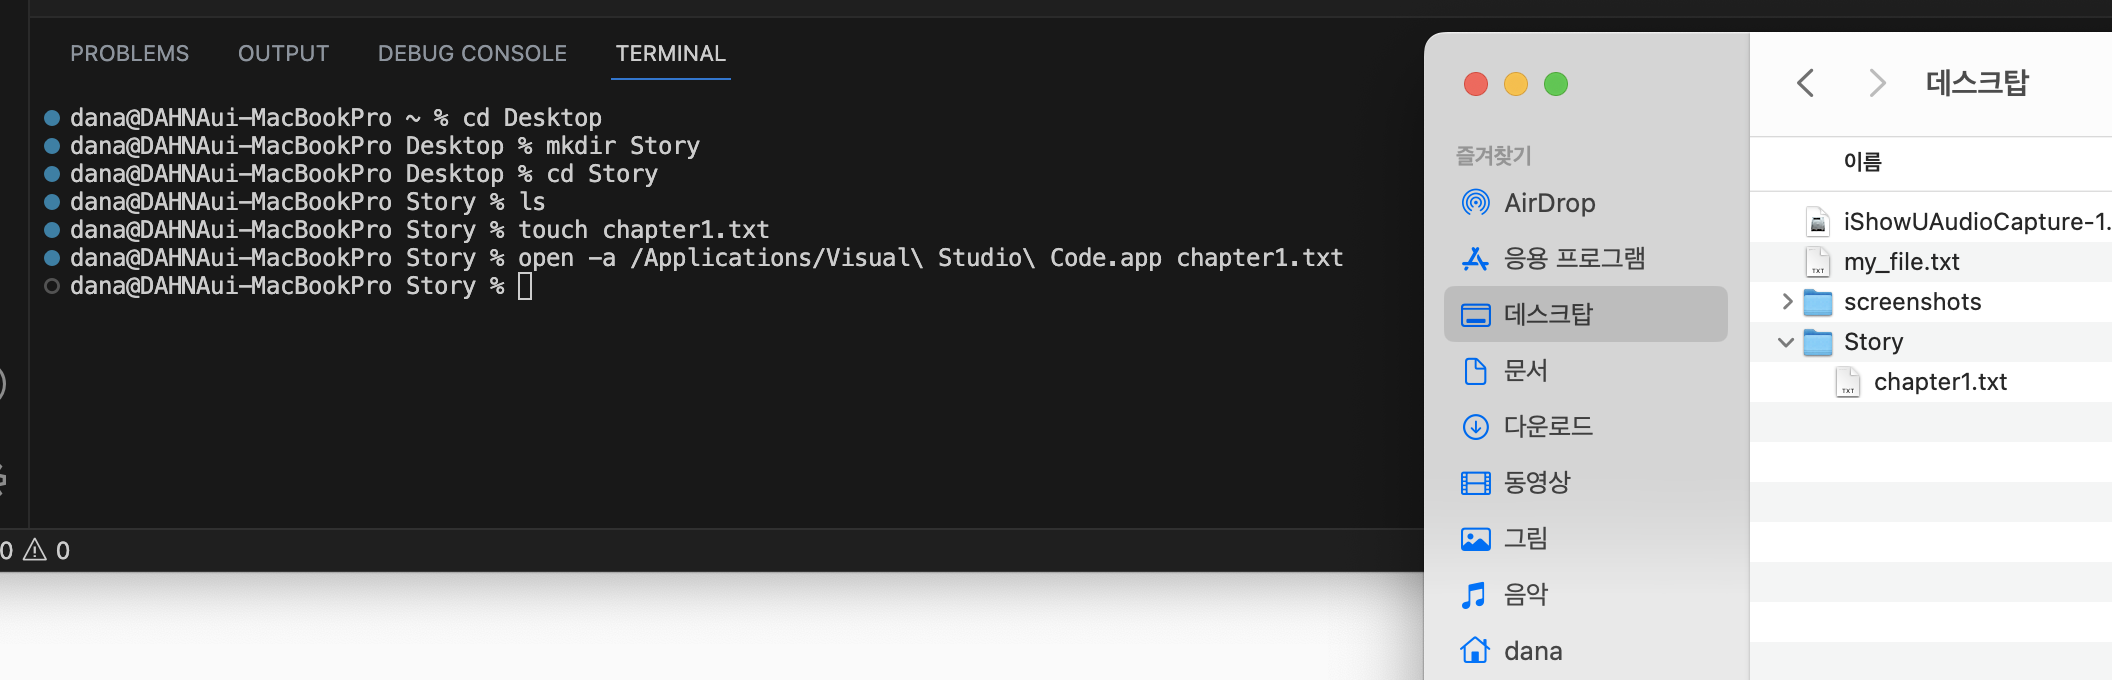 PROBLEMS OUTPUT DEBUG CONSOLE TERMINAL
dana@DAHNAui-MacBookPro ~ % cd Desktop
dana@DAHNAui-MacBookPro Desktop % mkdir Story
dana@DAHNAui-MacBookPro Desktop % cd Story
dana@DAHNAui-MacBookPro Story % ls
dana@DAHNAui-MacBookPro Story % touch chapter1.txt
dana@DAHNAui-MacBookPro Story % open -a /Applications/Visual\ Studio\ Code.app chapter1.txt
dana@DAHNAui-MacBookPro Story %
0 0
즐겨찾기
AirDrop
응용 프로그램
데스크탑
문서
다운로드
동영상
그림
음악
dana
데스크탑
이름
iShowUAudioCapture-1.
my_file.txt
screenshots
Story
chapter1.txt